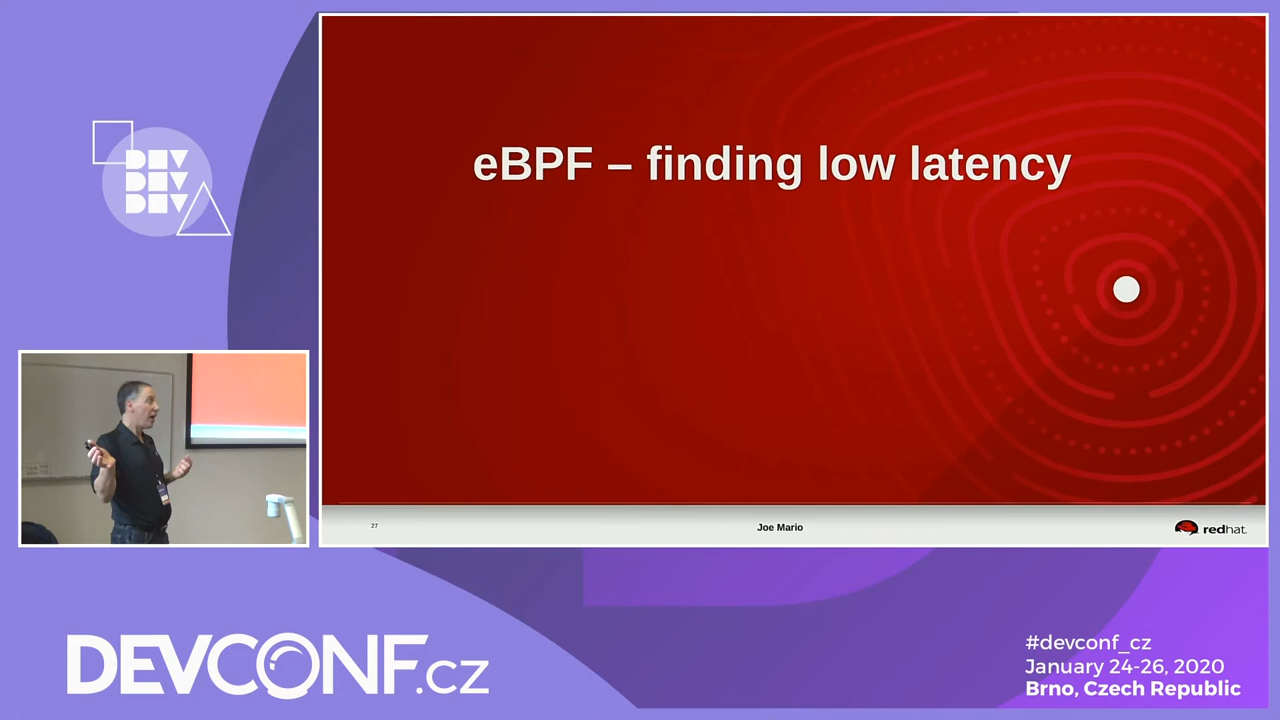 DEV
DEV
DEV
eBPF – finding low latency
27
Joe Mario
redhat.
DEVCONF.cz
#devconf_cz
January 24-26, 2020
Brno, Czech Republic